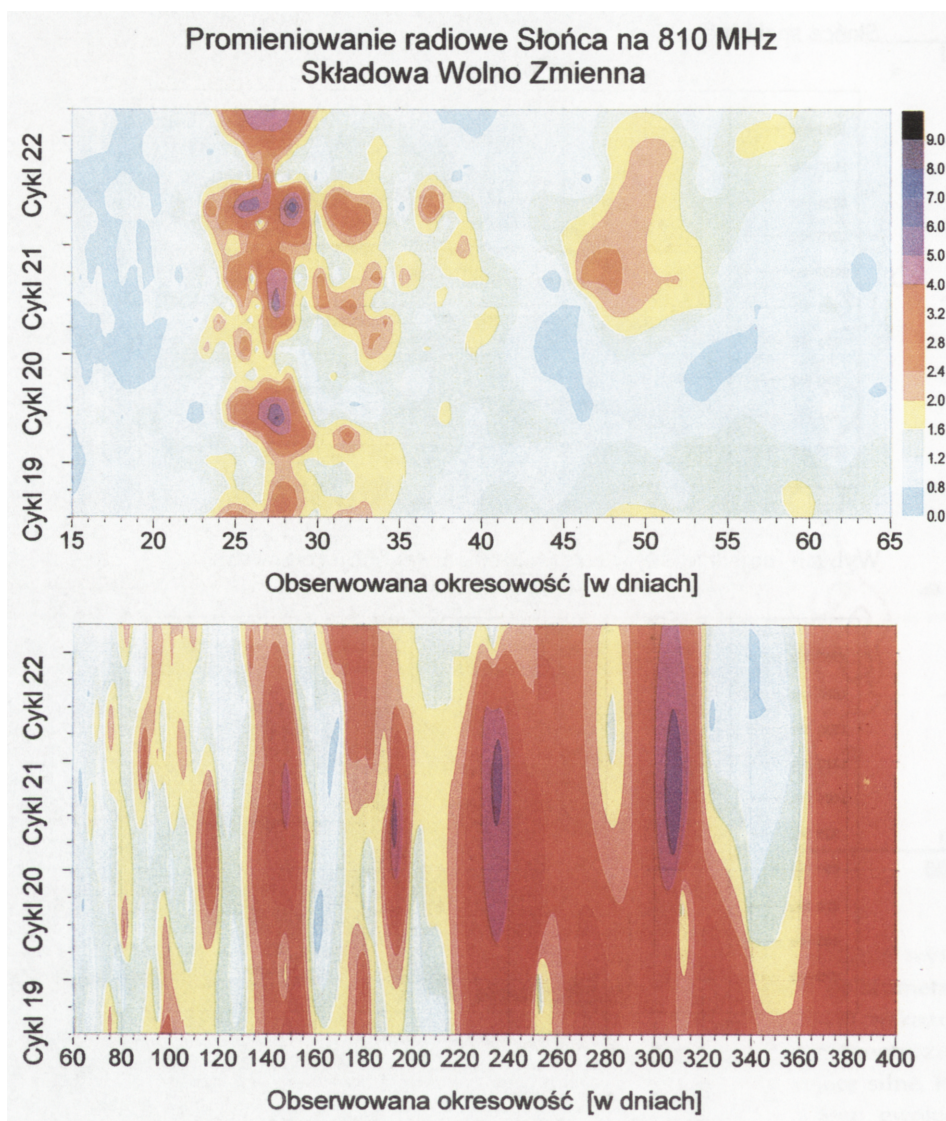 Promieniowanie radiowe Słońca na 810 MHz
Składowa Wolno Zmienna
Cykl 22
Cykl 21
Cykl 20
Cykl 19
15 20 25 30 35 40 45 50 55 60 65
9.0
8.0
7.0
6.0
5.0
4.0
3.2
2.8
2.4
2.0
1.6
1.2
0.8
0.0
Obserwowana okresowość [w dniach]
Cykl 22
Cykl 21
Cykl 20
Cykl 19
60 80 100 120 140 160 180 200 220 240 260 280 300 320 340 360 400
Obserwowana okresowość [w dniach]